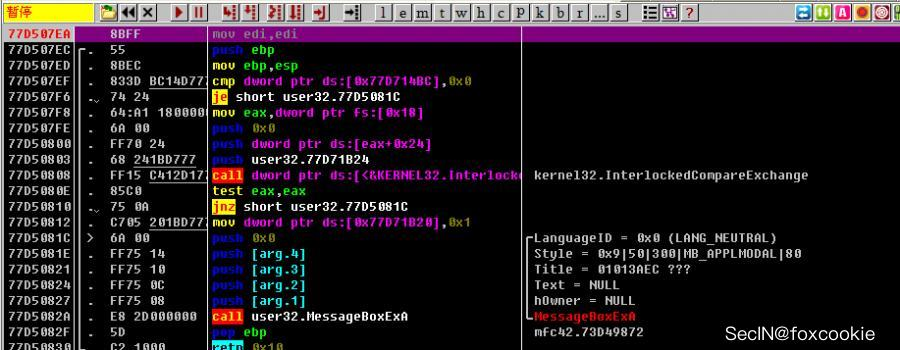 暂停 l e m t w h c p k b r ... s ?
77D507EA 8BFF mov edi,edi
77D507EC . 55 push ebp
77D507ED . 8BEC mov ebp,esp
77D507EF . 833D BC14D777 cmp dword ptr ds:[0x77D714BC],0x0
77D507F6 . 74 24 je short user32.77D5081C
77D507F8 . 64:A1 1800000 mov eax,dword ptr fs:[0x18]
77D507FE . 6A 00 push 0x0
77D50800 . FF70 24 push dword ptr ds:[eax+0x24]
77D50803 . 68 241BD777 push user32.77D71B24
77D50808 . FF15 C412D177 call dword ptr ds:[<&KERNEL32.Interlocke kernel32.InterlockedCompareExchange
77D5080E . 85C0 test eax,eax
77D50810 . 75 0A jnz short user32.77D5081C
77D50812 . C705 201BD777 mov dword ptr ds:[0x77D71B20],0x1
77D5081C > 6A 00 push 0x0 LanguageID = 0x0 (LANG_NEUTRAL)
77D5081E . FF75 14 push [arg.4] Style = 0x9|50|300|MB_APPLMODAL|80
77D50821 . FF75 10 push [arg.3] Title = 01013AEC ???
77D50824 . FF75 0C push [arg.2] Text = NULL
77D50827 . FF75 08 push [arg.1] hOwner = NULL
77D5082A . E8 2D000000 call user32.MessageBoxExA MessageBoxExA
77D5082F . 5D pop ebp mfc42.73D49872
77D50830 . C2 1000 retn 0x10
SecIN@foxcookie